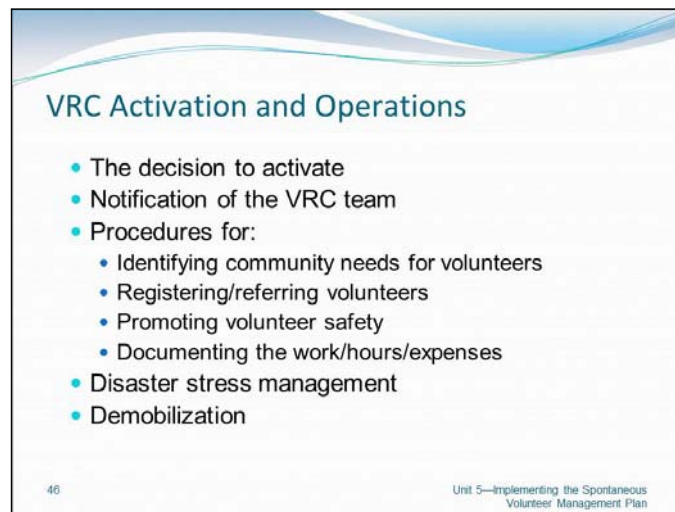 VRC Activation and Operations
• The decision to activate
• Notification of the VRC team
• Procedures for:
• Identifying community needs for volunteers
• Registering/referring volunteers
• Promoting volunteer safety
• Documenting the work/hours/expenses
• Disaster stress management
• Demobilization
46
Unit 5—Implementing the Spontaneous
Volunteer Management Plan